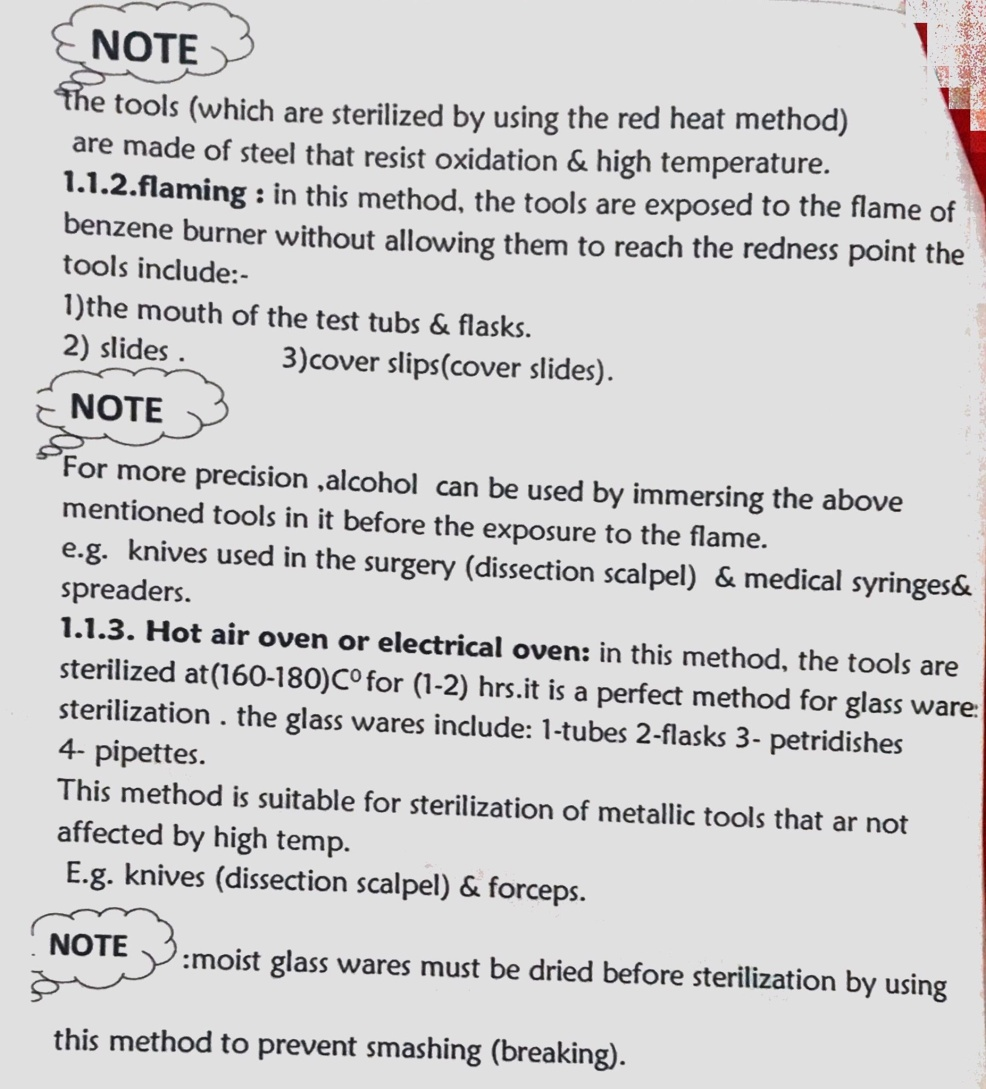 NOTE
the tools (which are sterilized by using the red heat method)
are made of steel that resist oxidation & high temperature.
1.1.2.flaming : in this method, the tools are exposed to the flame of
benzene burner without allowing them to reach the redness point the
tools include:-
1)the mouth of the test tubs & flasks.
2) slides . 3)cover slips(cover slides).
NOTE
For more precision ,alcohol can be used by immersing the above
mentioned tools in it before the exposure to the flame.
e.g. knives used in the surgery (dissection scalpel) & medical syringes&
spreaders.
1.1.3. Hot air oven or electrical oven: in this method, the tools are
sterilized at(160-180)Cº for (1-2) hrs.it is a perfect method for glass ware:
sterilization . the glass wares include: 1-tubes 2-flasks 3- petridishes
4- pipettes.
This method is suitable for sterilization of metallic tools that ar not
affected by high temp.
E.g. knives (dissection scalpel) & forceps.
NOTE :moist glass wares must be dried before sterilization by using
this method to prevent smashing (breaking).